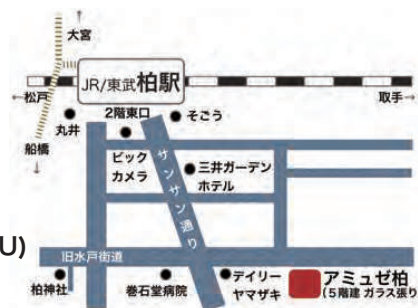 大宮
JR/東武柏駅
←松戸
取手→
2階東口
そごう
丸井
船橋
ビック
カメラ
サンサン通り
三井ガーデン
ホテル
U)
旧水戸街道
柏神社
巻石堂病院
デイリー
ヤマザキ
アミュゼ柏
(5階建 ガラス張り)